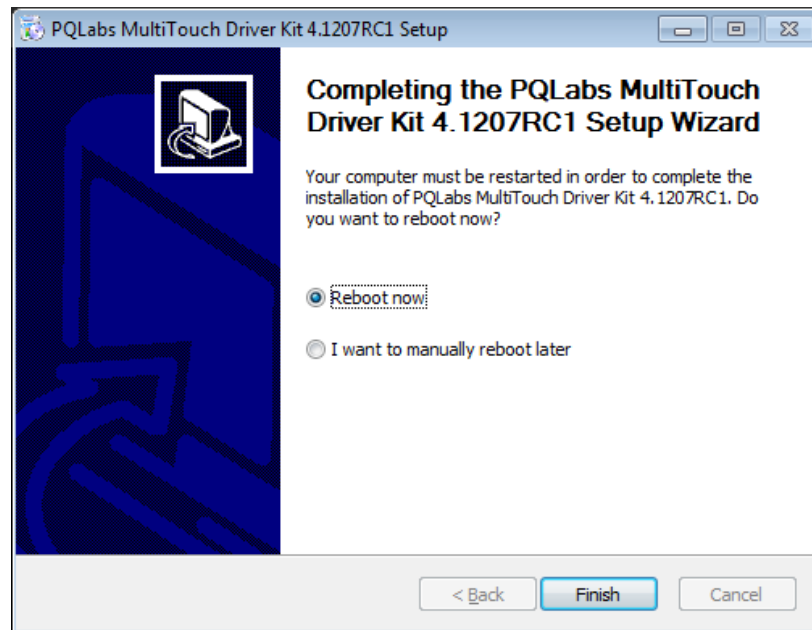 PQLabs MultiTouch Driver Kit 4.1207RC1 Setup
Completing the PQLabs MultiTouch
Driver Kit 4.1207RC1 Setup Wizard
Your computer must be restarted in order to complete the
installation of PQLabs MultiTouch Driver Kit 4.1207RC1. Do
you want to reboot now?
Reboot now
I want to manually reboot later
< Back Finish Cancel